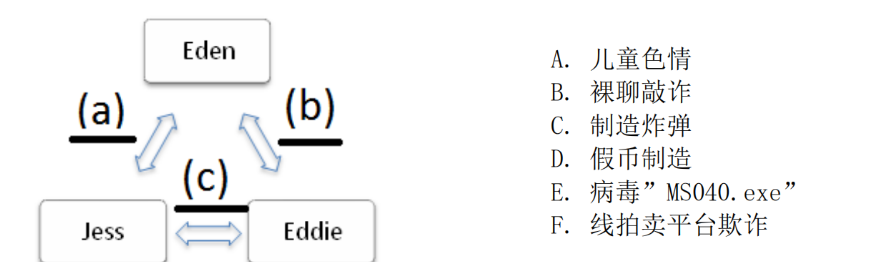 Eden
(a)
(b)
(c)
Jess
Eddie
A. 儿童色情
B. 裸聊敲诈
C. 制造炸弹
D. 假币制造
E. 病毒”MS040.exe”
F. 线拍卖平台欺诈